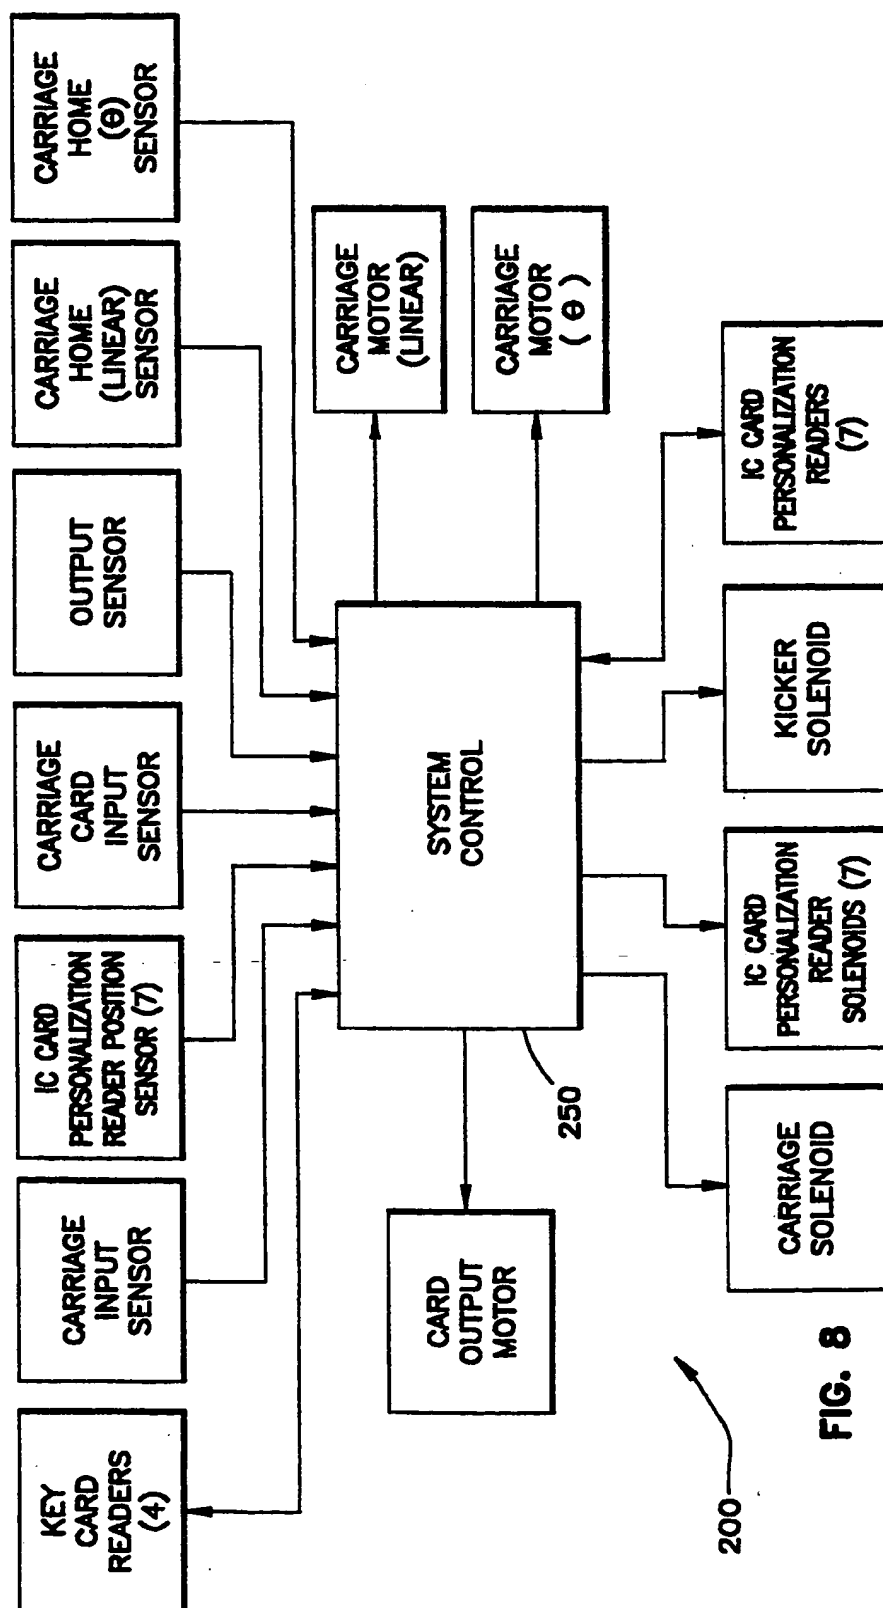 KEY
CARD
READERS
(4)
CARRIAGE
INPUT
SENSOR
IC CARD
PERSONALIZATION
READER POSITION
SENSOR (7)
CARRIAGE
CARD
INPUT
SENSOR
OUTPUT
SENSOR
CARRIAGE
HOME
(LINEAR)
SENSOR
CARRIAGE
HOME
(θ)
SENSOR
CARD
OUTPUT
MOTOR
SYSTEM
CONTROL
250
CARRIAGE
MOTOR
(LINEAR)
CARRIAGE
MOTOR
( θ )
CARRIAGE
SOLENOID
IC CARD
PERSONALIZATION
READER
SOLENOIDS (7)
KICKER
SOLENOID
IC CARD
PERSONALIZATION
READERS
(7)
200
FIG. 8